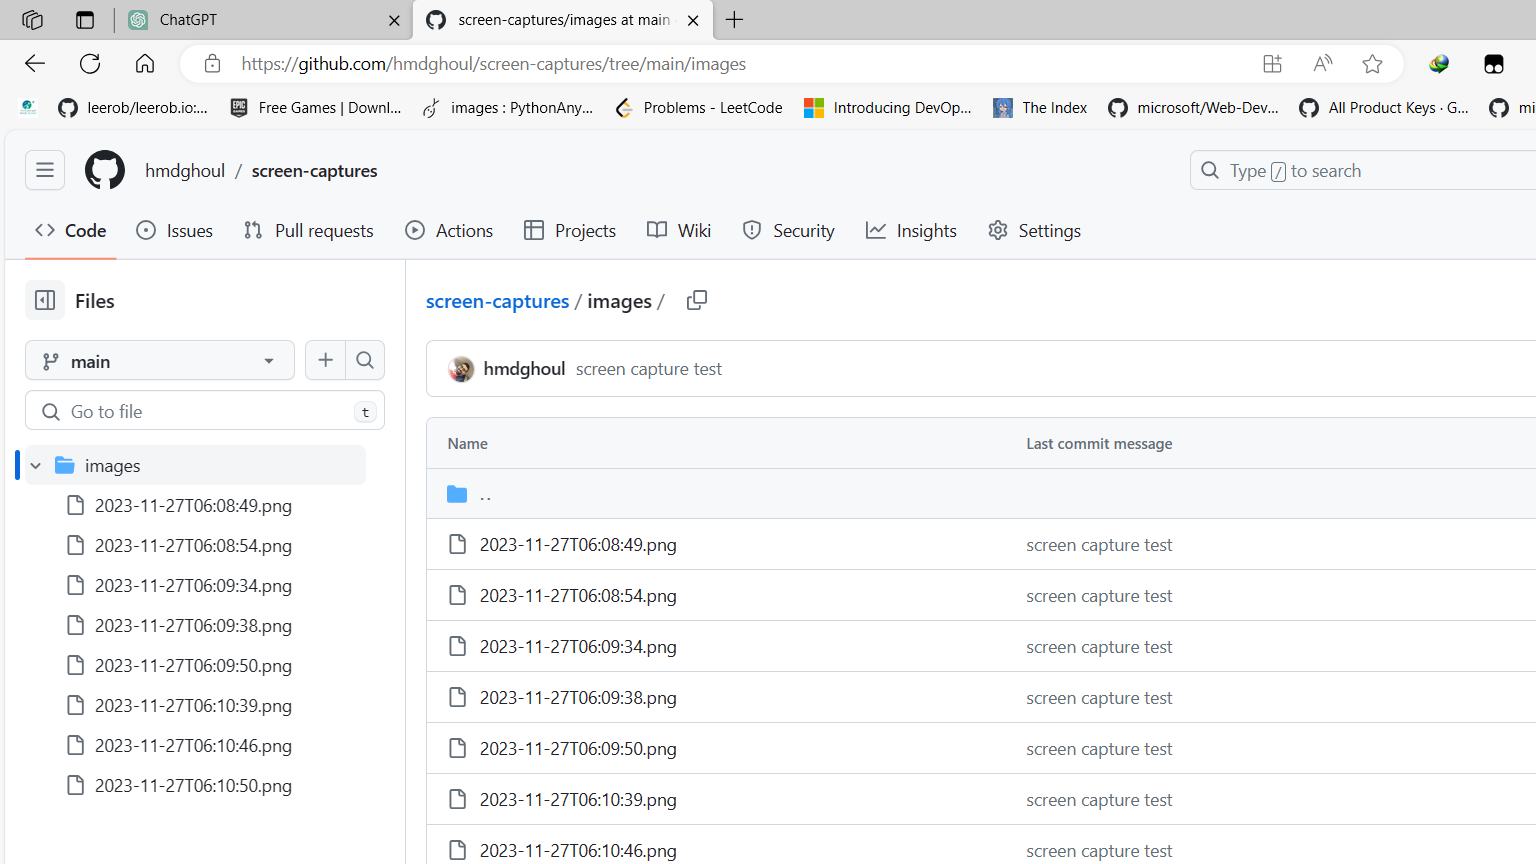 ChatGPT
screen-captures/images at main
https://github.com/hmdghoul/screen-captures/tree/main/images
leerob/leerob.io:...
Free Games | Downl...
images : PythonAny...
Problems - LeetCode
Introducing DevOp...
The Index
microsoft/Web-Dev...
All Product Keys · G...
mi
hmdghoul / screen-captures
Type / to search
Code
Issues
Pull requests
Actions
Projects
Wiki
Security
Insights
Settings
Files
main
Go to file
t
images
2023-11-27T06:08:49.png
2023-11-27T06:08:54.png
2023-11-27T06:09:34.png
2023-11-27T06:09:38.png
2023-11-27T06:09:50.png
2023-11-27T06:10:39.png
2023-11-27T06:10:46.png
2023-11-27T06:10:50.png
screen-captures / images /
hmdghoul screen capture test
Name Last commit message
..
2023-11-27T06:08:49.png screen capture test
2023-11-27T06:08:54.png screen capture test
2023-11-27T06:09:34.png screen capture test
2023-11-27T06:09:38.png screen capture test
2023-11-27T06:09:50.png screen capture test
2023-11-27T06:10:39.png screen capture test
2023-11-27T06:10:46.png screen capture test